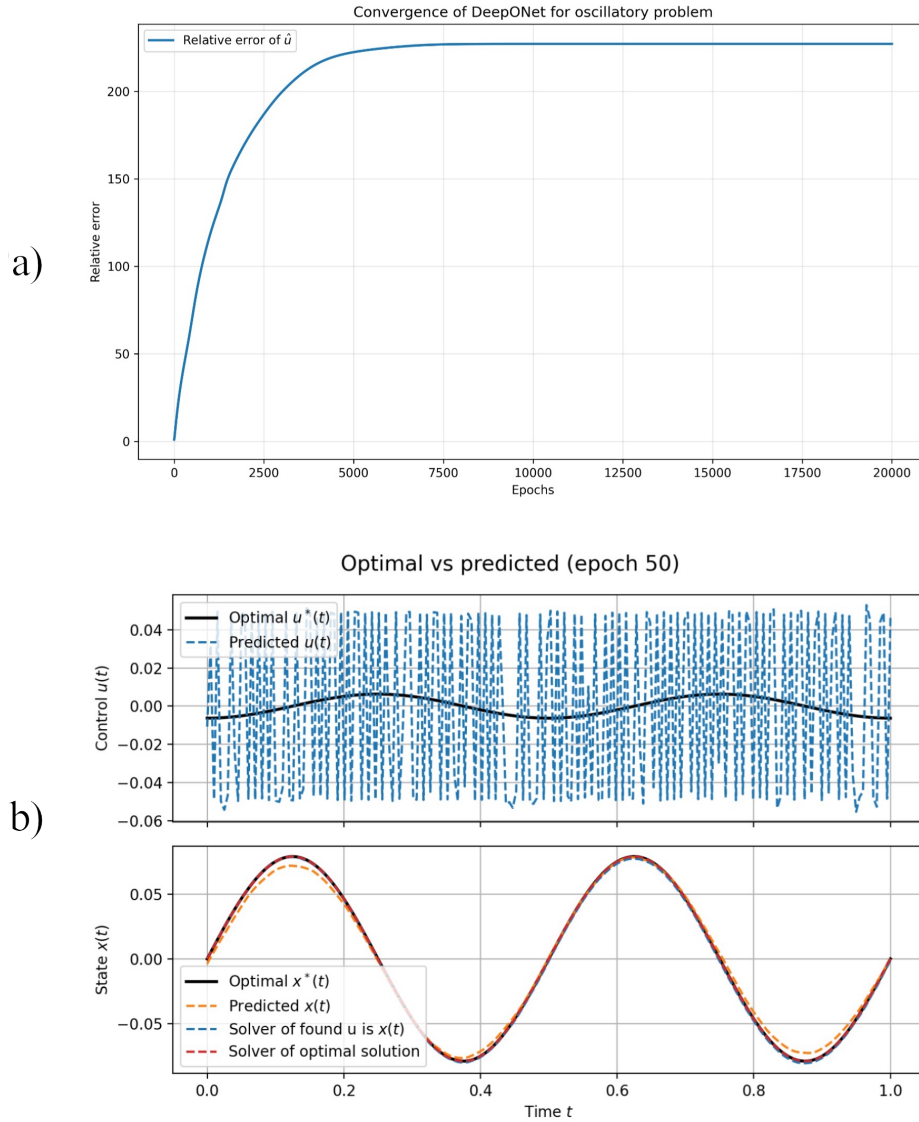 Convergence of DeepONet for oscillatory problem
Relative error of û
200
150
100
50
0
Relative error
0 2500 5000 7500 10000 12500 15000 17500 20000
Epochs
a)
Optimal vs predicted (epoch 50)
Optimal u*(t)
Predicted u(t)
0.04
0.02
0.00
−0.02
−0.04
−0.06
Control u(t)
b)
0.05
0.00
−0.05
State x(t)
Optimal x*(t)
Predicted x(t)
Solver of found u is x(t)
Solver of optimal solution
0.0 0.2 0.4 0.6 0.8 1.0
Time t